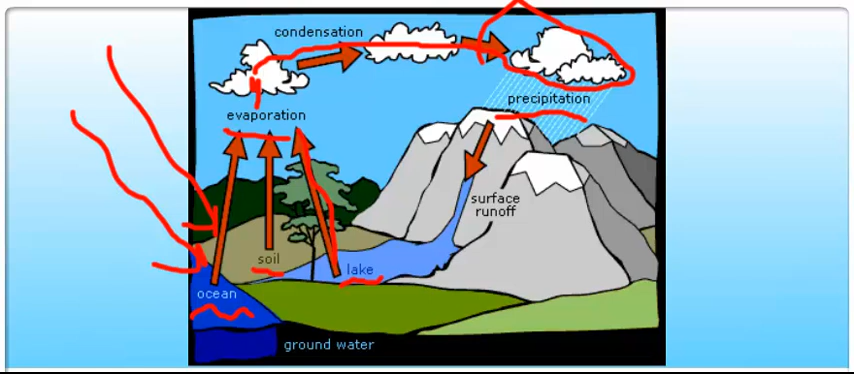 condensation
precipitation
evaporation
surface
runoff
soil
lake
ocean
ground water